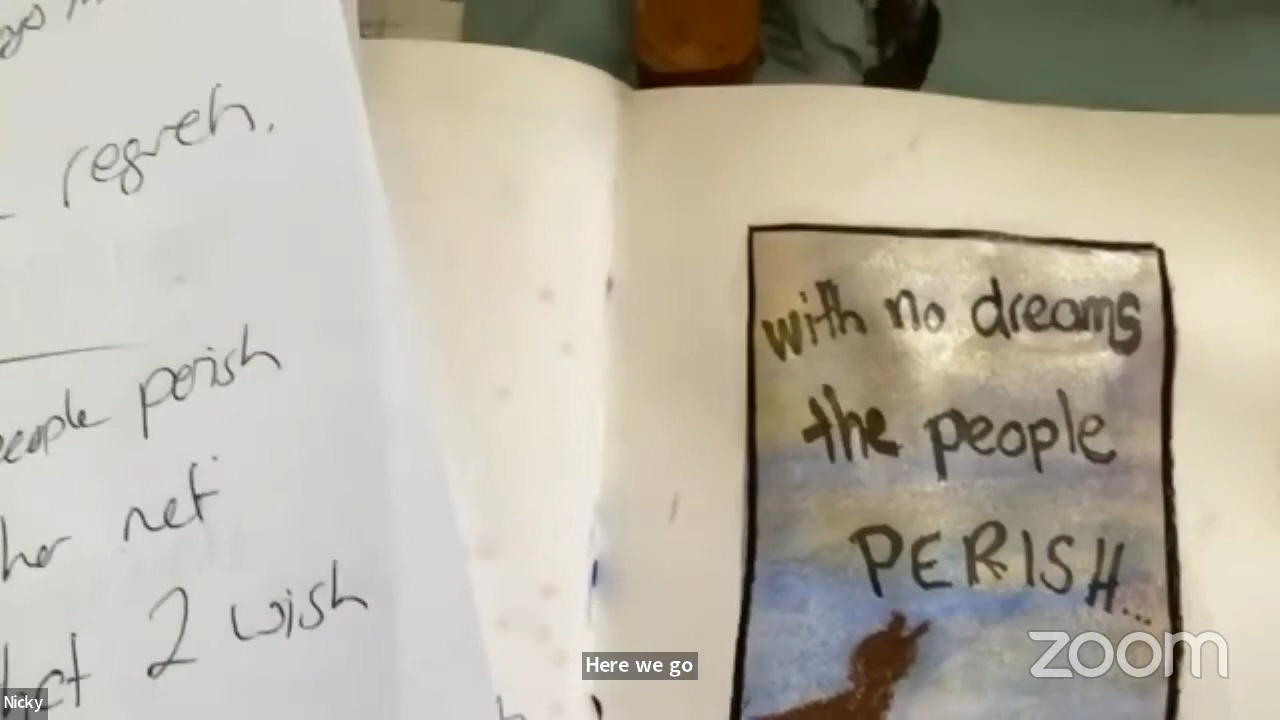 regreh.
people perish
her net
2 wish
with no dreams
the people
PERISH...
Here we go
zoom
Nicky